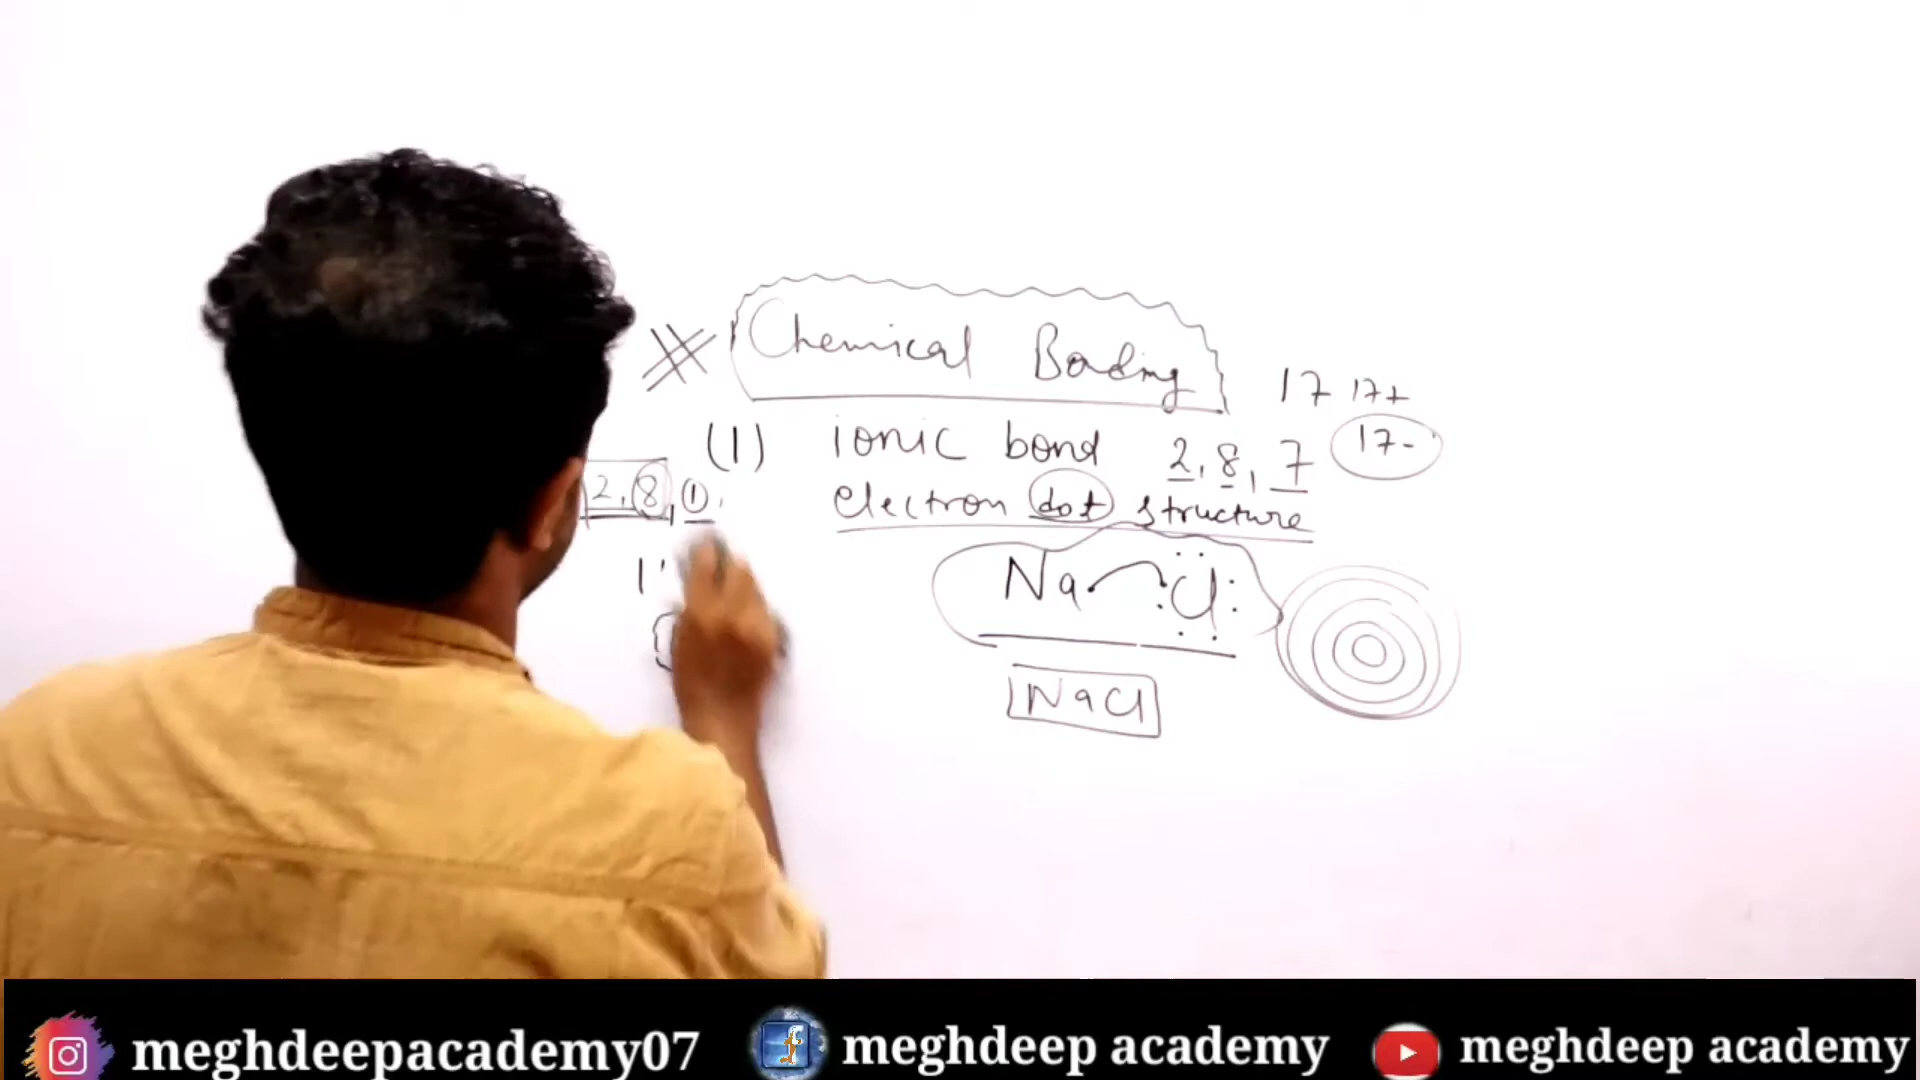 Chemical Bonding
17 17+
17-
(1) ionic bond 2, 8, 7
2, 8, 1
electron dot structure
Na Cl
NaCl
meghdeepacademy07
meghdeep academy
meghdeep academy